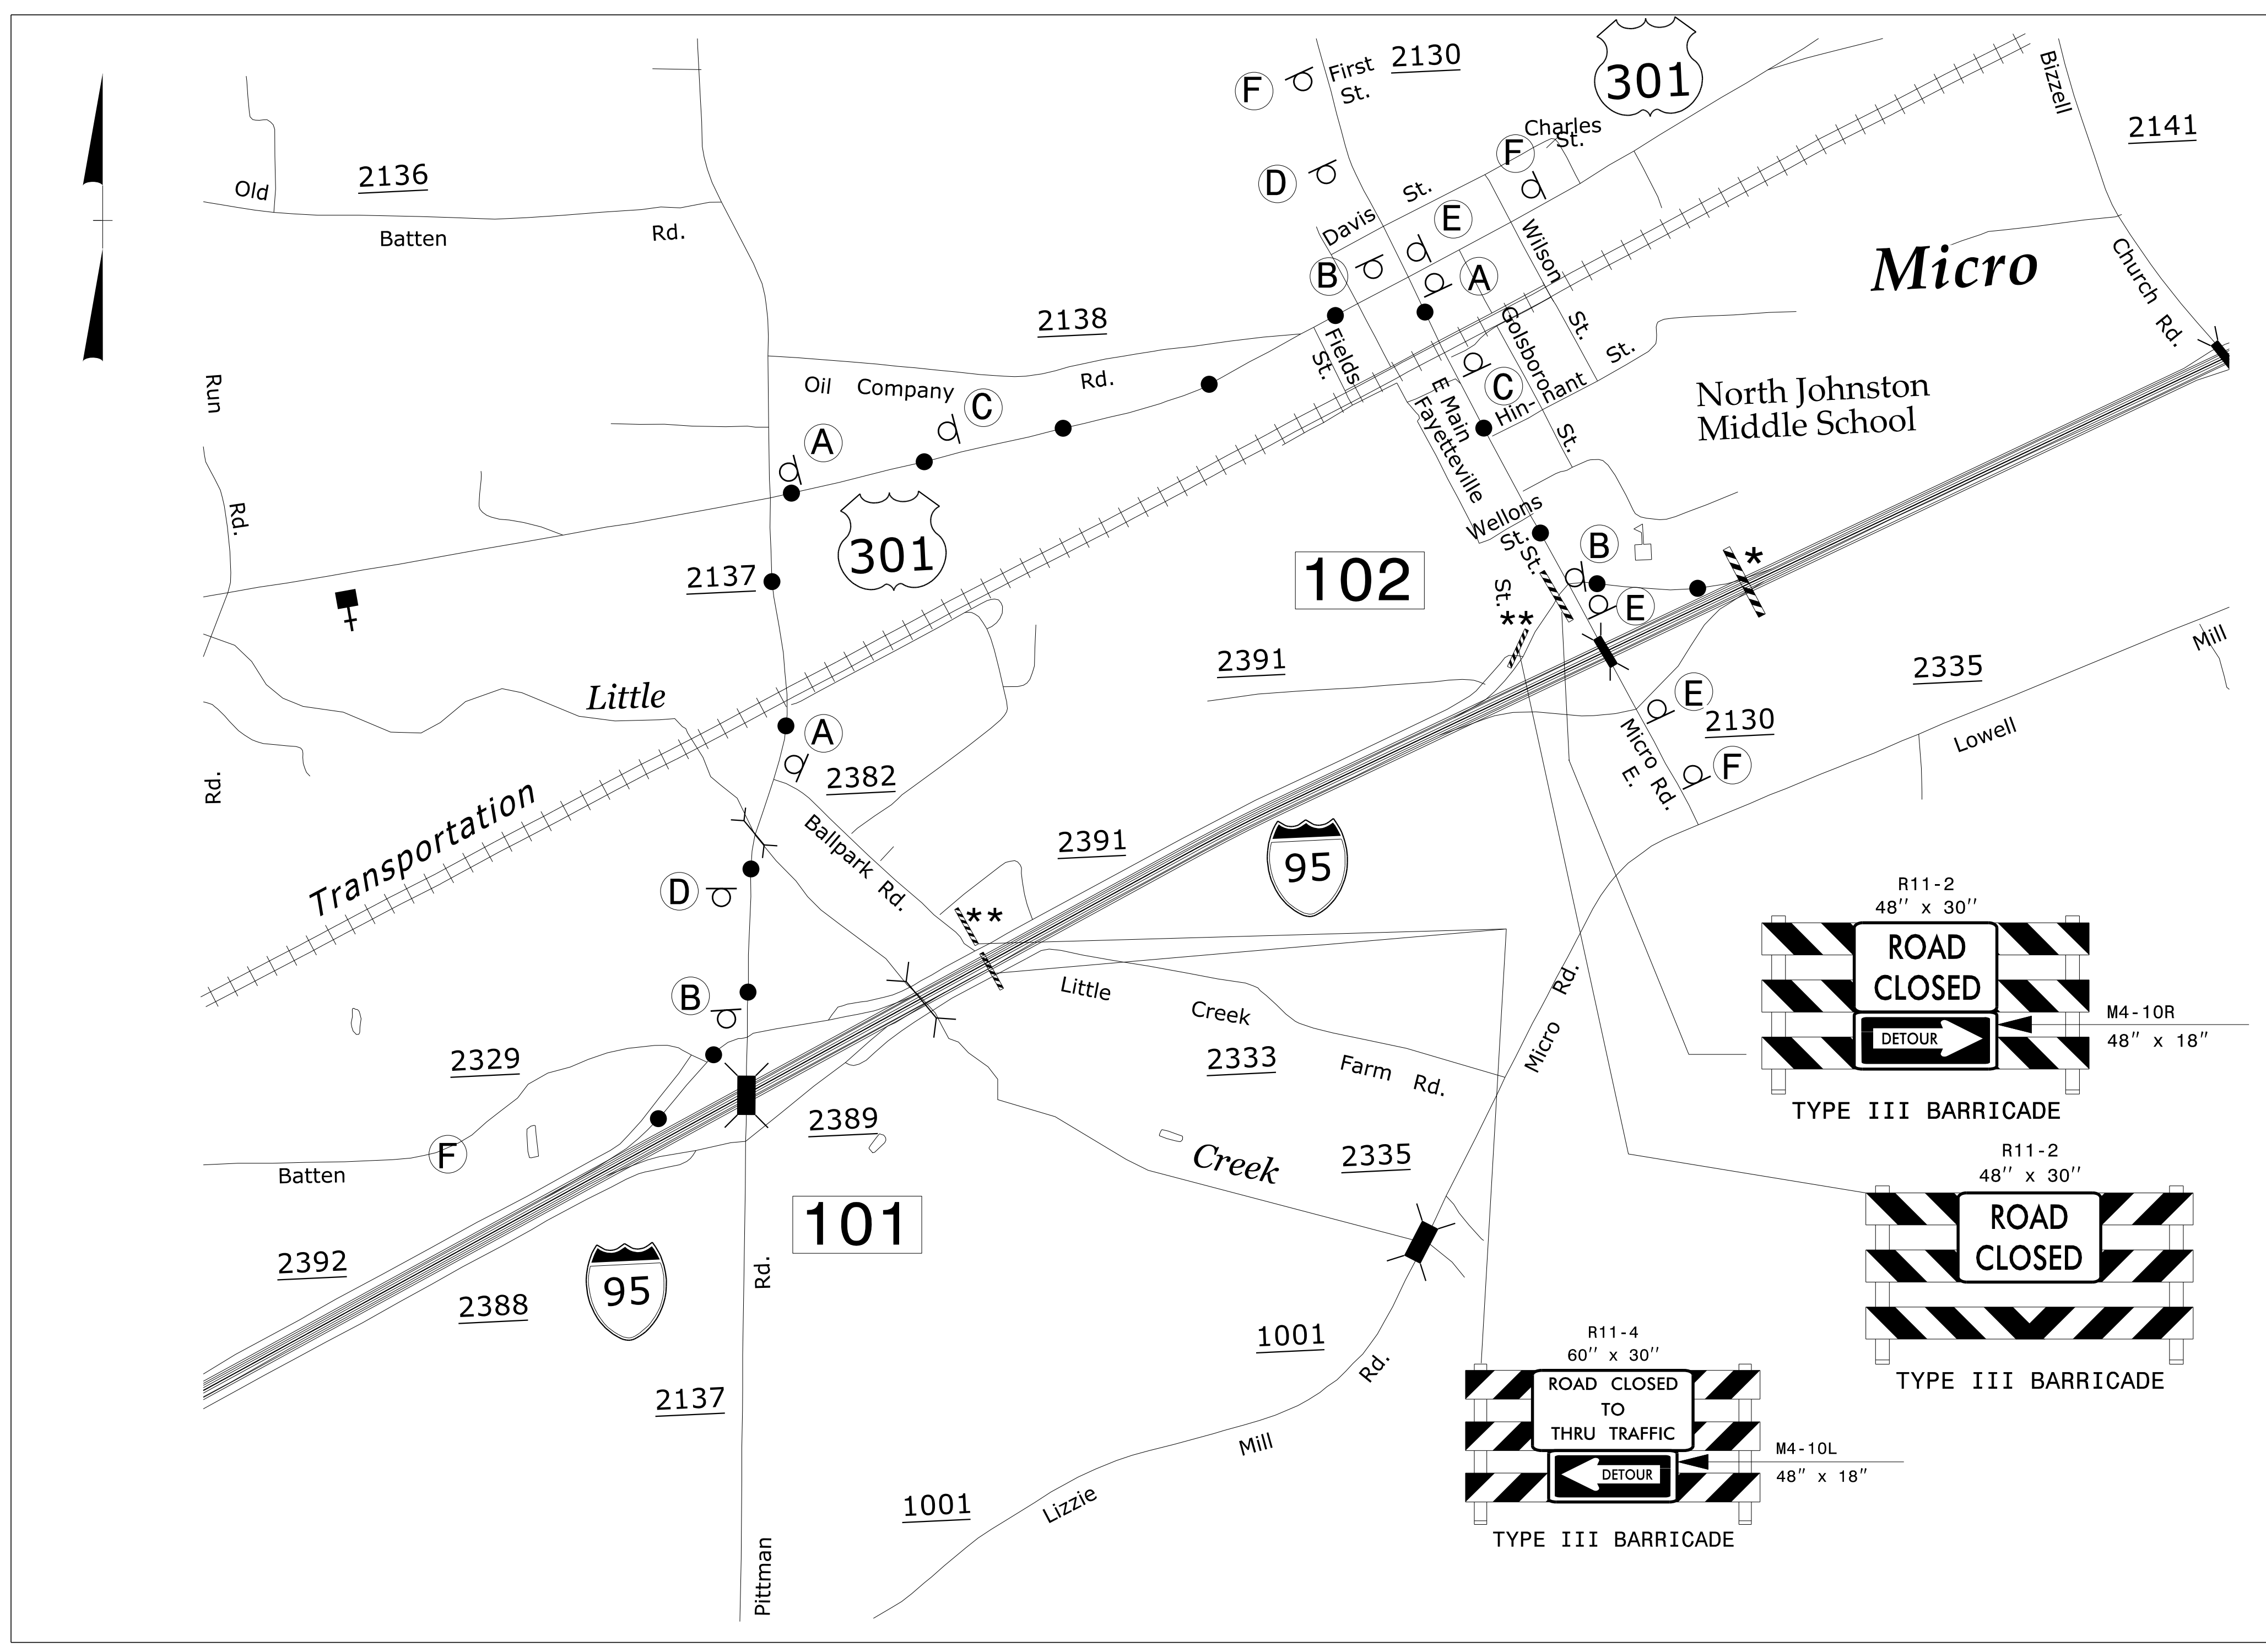 2130
301
First
St.
F
Bizzell
2141
Charles
St.
F
2136
Old
D
St.
Davis
E
Batten
Rd.
Wilson
Micro
Church
Rd.
B
A
2138
Fields
St.
Golsboro
St.
St.
Run
Oil Company Rd.
C
E Main
C
Hin-
nant
North Johnston
Middle School
A
Fayetteville
St.
Rd.
301
Wellons
St.
St.
B
*
2137
102
St.
**
E
2391
2335
Mill
Little
E
2130
A
Micro Rd.
E.
Lowell
F
2382
Rd.
Transportation
Ballpark Rd.
2391
95
D
**
R11-2
48" x 30"
ROAD
CLOSED
DETOUR
M4-10R
48" x 18"
TYPE III BARRICADE
B
Little Creek
Farm Rd.
Micro Rd.
2329
2333
2389
F
Batten
Creek
2335
R11-2
48" x 30"
ROAD
CLOSED
TYPE III BARRICADE
101
2392
95
Rd.
2388
1001
Rd.
R11-4
60" x 30"
ROAD CLOSED
TO
THRU TRAFFIC
DETOUR
M4-10L
48" x 18"
TYPE III BARRICADE
2137
Mill
1001
Lizzie
Pittman